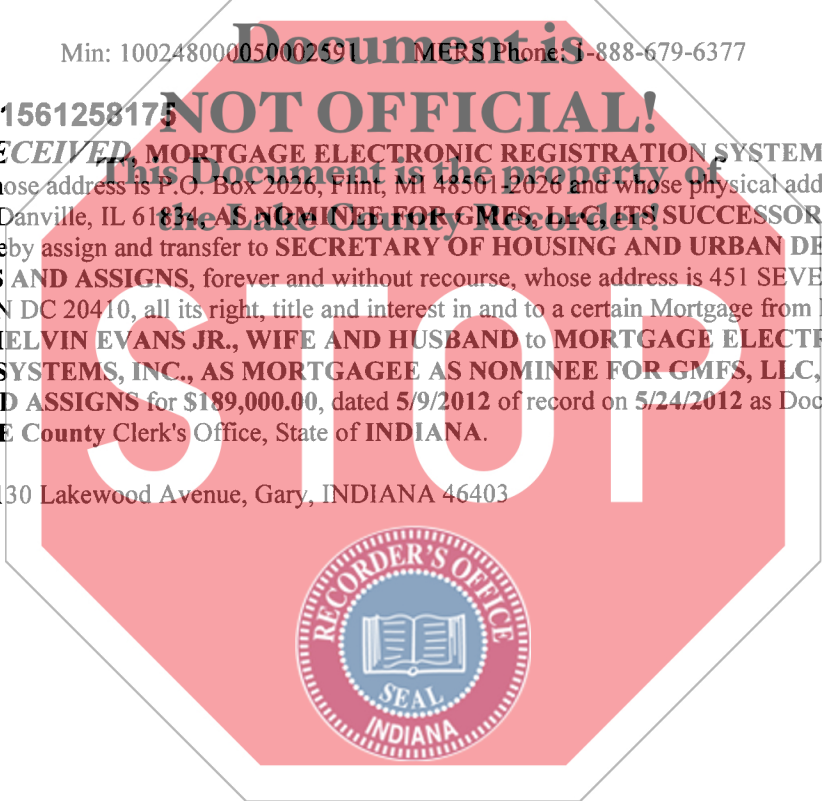 Document is
Min: 100248000050002591 MERS Phone: 1-888-679-6377
1561258175
NOT OFFICIAL!
ECEIVED, MORTGAGE ELECTRONIC REGISTRATION SYSTEM
This Document is the property of
ose address is P.O. Box 2026, Flint, MI 48501-2026 and whose physical add
the Lake County Recorder!
Danville, IL 61834, AS NOMINEE FOR GMFS, LLC, ITS SUCCESSOR
eby assign and transfer to SECRETARY OF HOUSING AND URBAN DE
S AND ASSIGNS, forever and without recourse, whose address is 451 SEVE
N DC 20410, all its right, title and interest in and to a certain Mortgage from
ELVIN EVANS JR., WIFE AND HUSBAND to MORTGAGE ELECTR
SYSTEMS, INC., AS MORTGAGEE AS NOMINEE FOR GMFS, LLC,
D ASSIGNS for $189,000.00, dated 5/9/2012 of record on 5/24/2012 as Doc
E County Clerk's Office, State of INDIANA.
STOP
130 Lakewood Avenue, Gary, INDIANA 46403
RECORDER'S OFFICE
SEAL
INDIANA